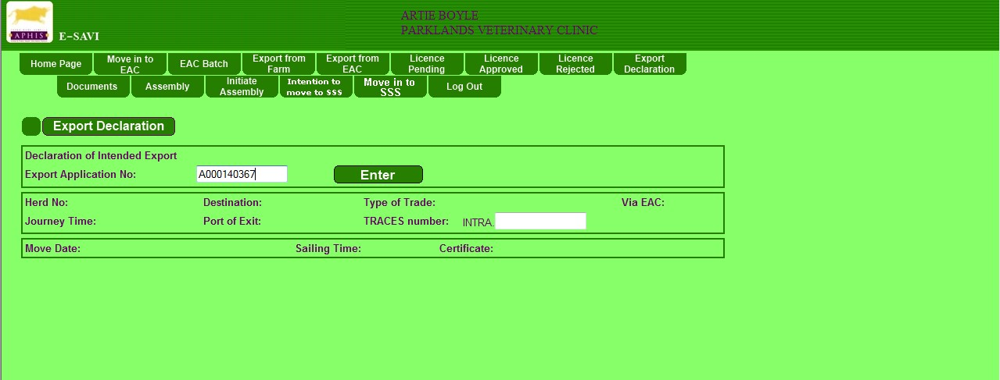 ARTIE BOYLE
PARKLANDS VETERINARY CLINIC
APHIS
E-SAVI
Home Page
Move in to
EAC
EAC Batch
Export from
Farm
Export from
EAC
Licence
Pending
Licence
Approved
Licence
Rejected
Export
Declaration
Documents
Assembly
Initiate
Assembly
Intention to
move to SSS
Move in to
SSS
Log Out
Export Declaration
Declaration of Intended Export
Export Application No: A000140367 Enter
Herd No: Destination: Type of Trade: Via EAC:
Journey Time: Port of Exit: TRACES number: INTRA.
Move Date: Sailing Time: Certificate: